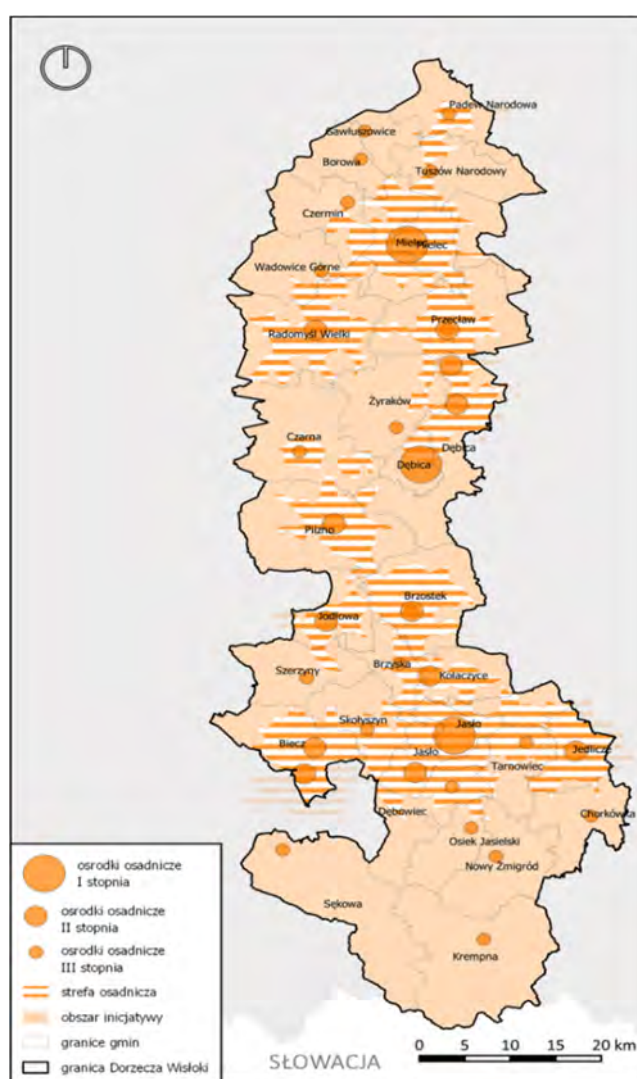 Padew Narodowa
Gawłuszowice
Borowa
Tuszów Narodowy
Czermin
Mielec
Mielec
Wadowice Górne
Przecław
Radomyśl Wielki
Żyraków
Czarna
Dębica
Dębica
Pilzno
Brzostek
Jodłowa
Brzyska
Szerzyny
Kołaczyce
Skołyszyn
Jasło
Biecz
Jasło
Jedlicze
Tarnowiec
Dębowiec
Chorkówka
Osiek Jasielski
Nowy Żmigród
Sękowa
Krempna
ośrodki osadnicze
I stopnia
ośrodki osadnicze
II stopnia
ośrodki osadnicze
III stopnia
strefa osadnicza
obszar inicjatywy
granice gmin
granica Dorzecza Wisłoki
SŁOWACJA
0 5 10 15 20 km